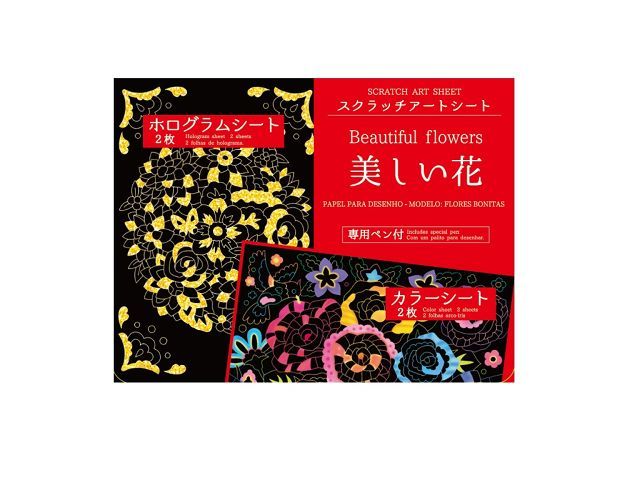 SCRATCH ART SHEET
スクラッチアートシート
Beautiful flowers
美しい花
PAPEL PARA DESENHO - MODELO: FLORES BONITAS
専用ペン付
Includes special pen
Com um palito para desenhar.
ホログラムシート
2枚
Hologram sheet 2 sheets
2 folhas de holograma.
カラーシート
2枚
Color sheet 2 sheets
2 folhas arco-íris